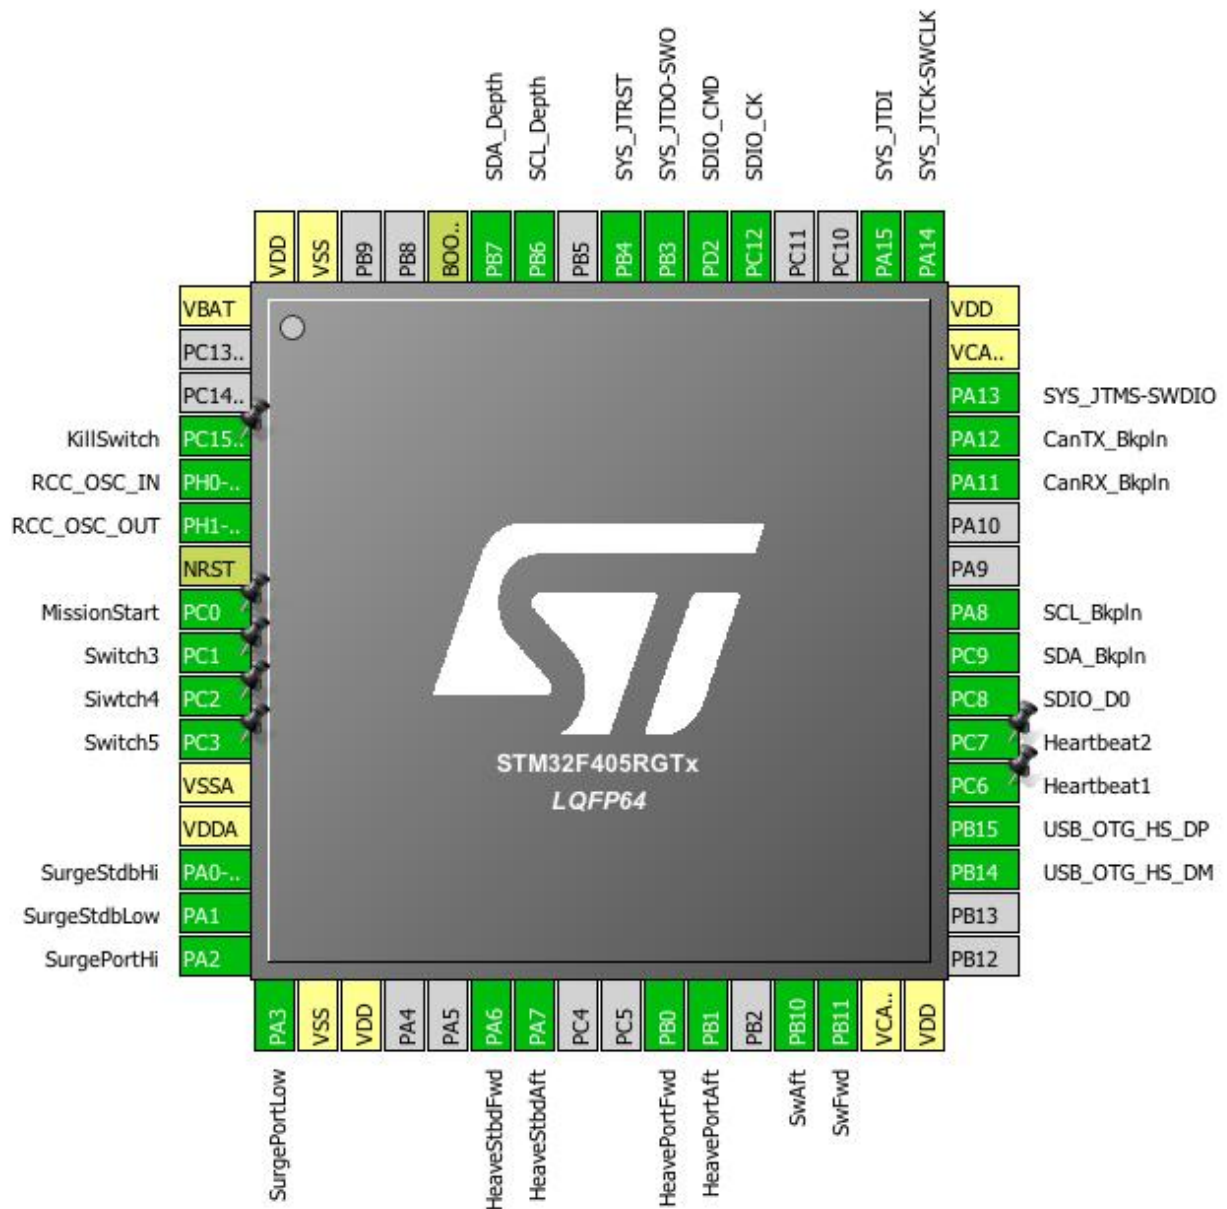 SDA_Depth
SCL_Depth
SYS_JTRST
SYS_JTDO-SWO
SDIO_CMD
SDIO_CK
SYS_JTDI
SYS_JTCK-SWCLK
VDD
VSS
PB9
PB8
BOO..
PB7
PB6
PB5
PB4
PB3
PD2
PC12
PC11
PC10
PA15
PA14
VBAT
PC13..
PC14..
KillSwitch PC15..
RCC_OSC_IN PH0-..
RCC_OSC_OUT PH1-..
NRST
MissionStart PC0
Switch3 PC1
Siwtch4 PC2
Switch5 PC3
VSSA
VDDA
SurgeStdbHi PA0-..
SurgeStdbLow PA1
SurgePortHi PA2
VDD
VCA..
PA13 SYS_JTMS-SWDIO
PA12 CanTX_Bkpln
PA11 CanRX_Bkpln
PA10
PA9
PA8 SCL_Bkpln
PC9 SDA_Bkpln
PC8 SDIO_D0
PC7 Heartbeat2
PC6 Heartbeat1
PB15 USB_OTG_HS_DP
PB14 USB_OTG_HS_DM
PB13
PB12
ST
STM32F405RGTx
LQFP64
PA3
VSS
VDD
PA4
PA5
PA6
PA7
PC4
PC5
PB0
PB1
PB2
PB10
PB11
VCA..
VDD
SurgePortLow
HeaveStbdFwd
HeaveStbdAft
HeavePortFwd
HeavePortAft
SwAft
SwFwd